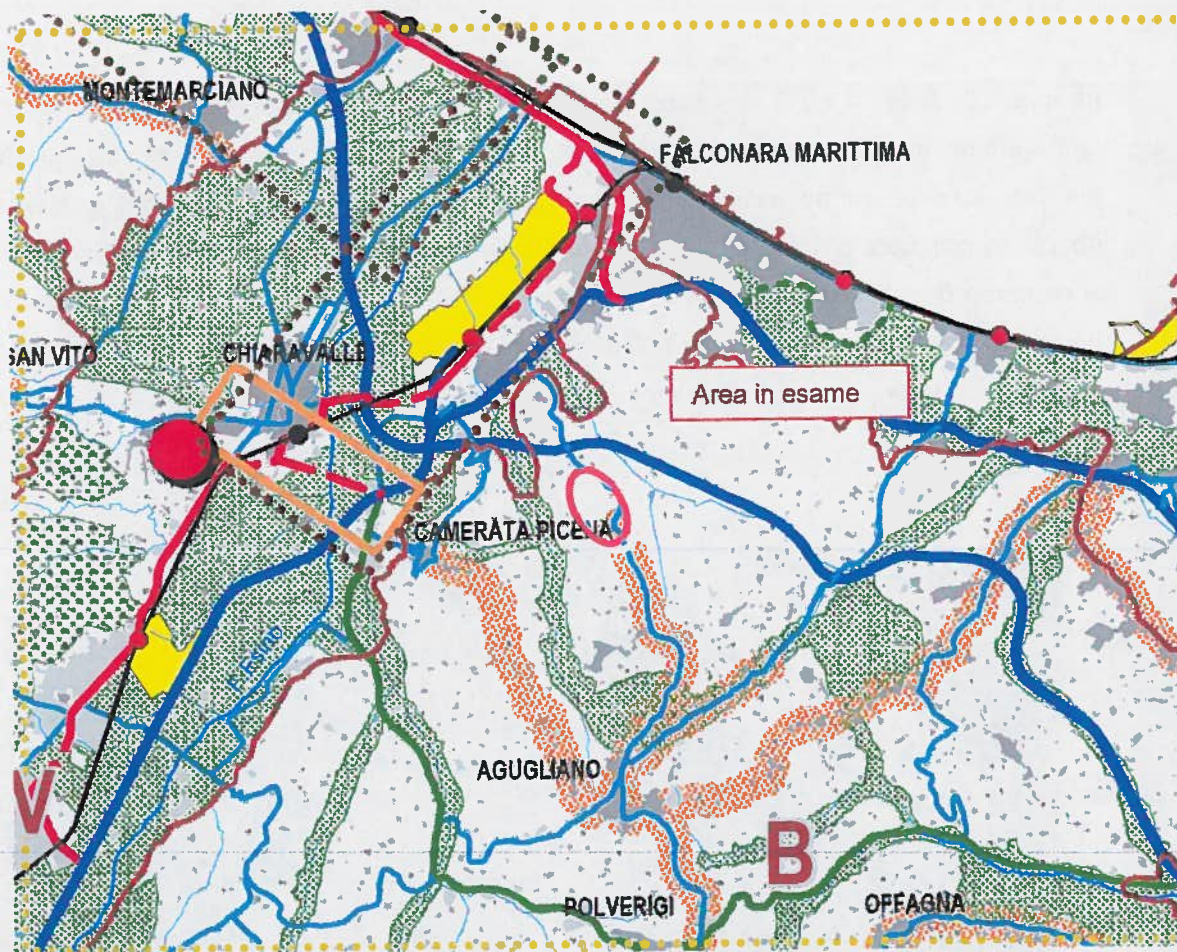 MONTEMARCIANO
FALCONARA MARITTIMA
SAN VITO
CHIARAVALLE
Area in esame
CAMERATA PICENA
F. Esino
AGUGLIANO
V
B
POLVERIGI
OFFAGNA